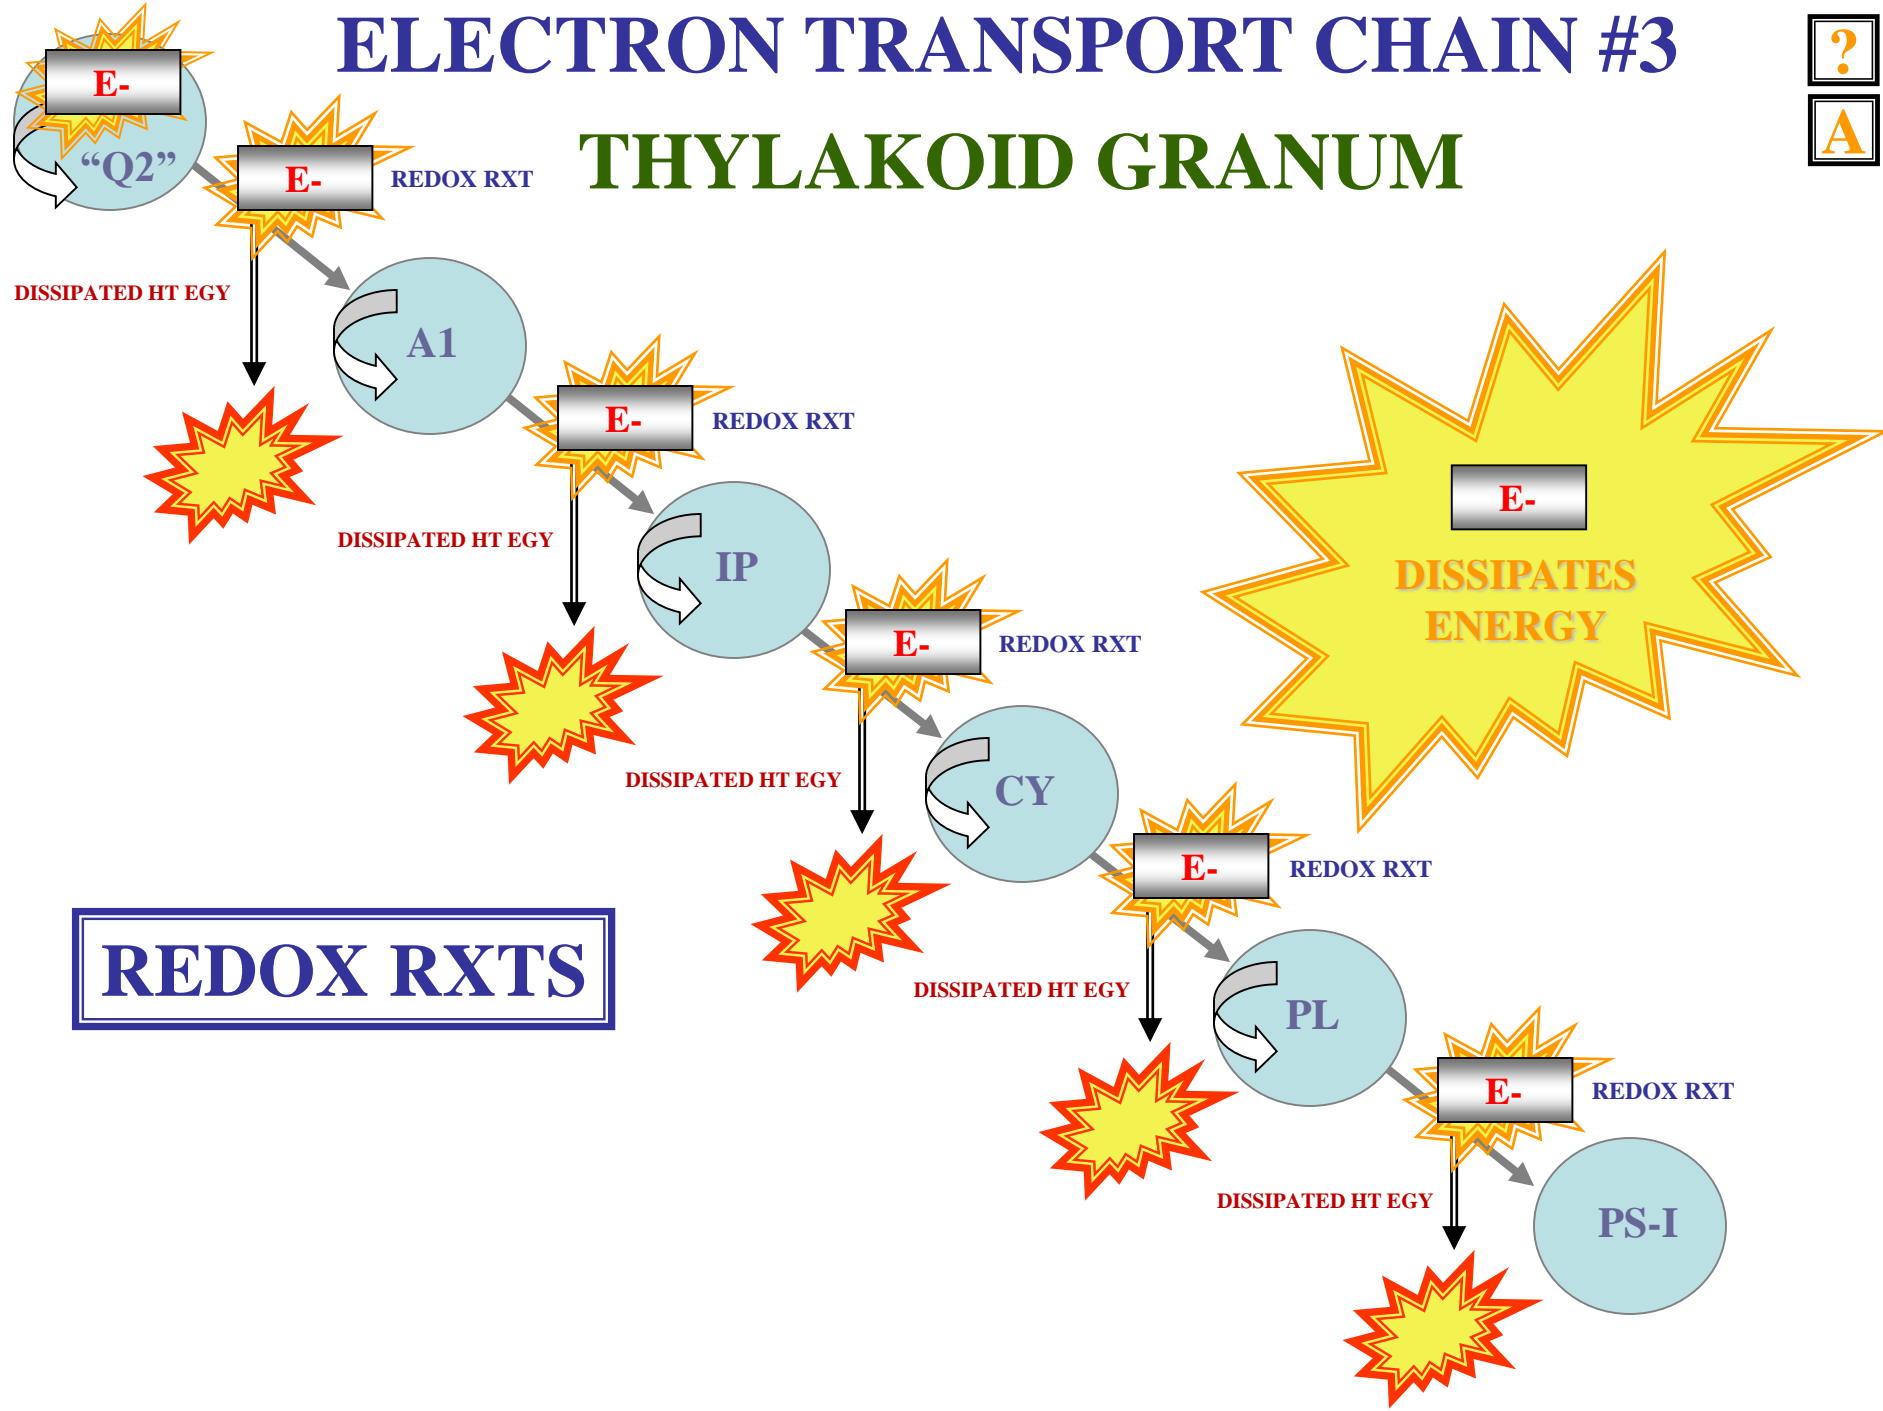 ELECTRON TRANSPORT CHAIN #3
?
THYLAKOID GRANUM
A
E-
“Q2”
E-
REDOX RXT
DISSIPATED HT EGY
A1
E-
REDOX RXT
DISSIPATED HT EGY
E-
DISSIPATES
ENERGY
IP
E-
REDOX RXT
DISSIPATED HT EGY
CY
E-
REDOX RXT
REDOX RXTS
DISSIPATED HT EGY
PL
E-
REDOX RXT
DISSIPATED HT EGY
PS-I